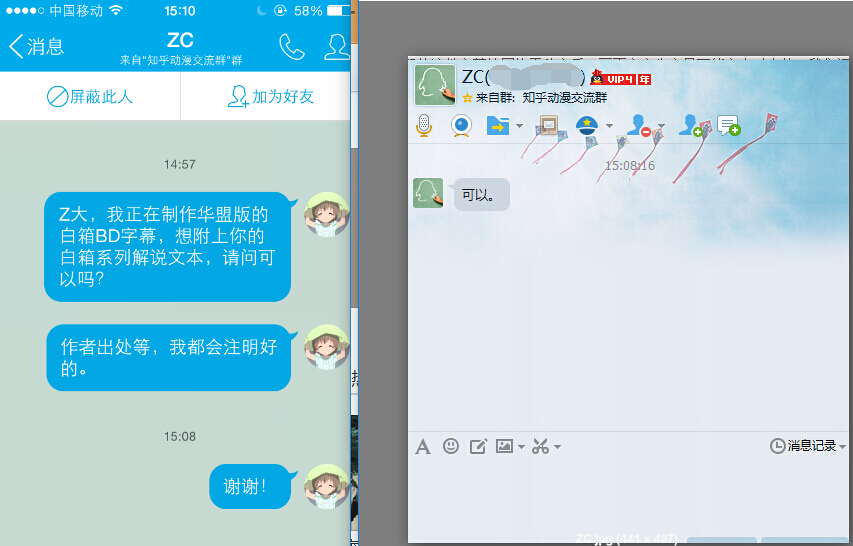 中国移动
15:10
58%
消息
ZC
来自"知乎动漫交流群"群
屏蔽此人
加为好友
14:57
Z大，我正在制作华盟版的
白箱BD字幕，想附上你的
白箱系列解说文本，请问可
以吗？
作者出处等，我都会注明好
的。
15:08
谢谢！
ZC(
)
VIP4 年
来自群: 知乎动漫交流群
15:08:16
可以。
消息记录
ZC.jpg (441 x 487)